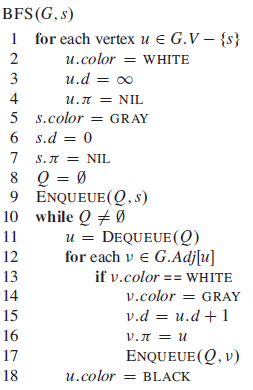 BFS(G, s)
1 for each vertex u ∈ G.V − {s}
2 u.color = WHITE
3 u.d = ∞
4 u.π = NIL
5 s.color = GRAY
6 s.d = 0
7 s.π = NIL
8 Q = Ø
9 ENQUEUE(Q, s)
10 while Q ≠ Ø
11 u = DEQUEUE(Q)
12 for each v ∈ G.Adj[u]
13 if v.color == WHITE
14 v.color = GRAY
15 v.d = u.d + 1
16 v.π = u
17 ENQUEUE(Q, v)
18 u.color = BLACK